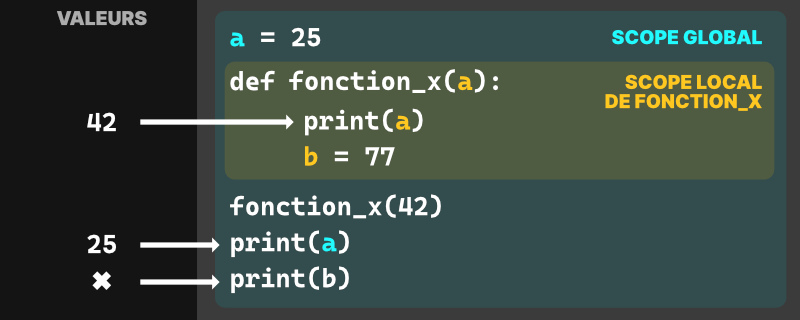 VALEURS
a = 25
SCOPE GLOBAL
def fonction_x(a):
SCOPE LOCAL
DE FONCTION_X
42
print(a)
b = 77
fonction_x(42)
25
print(a)
✖
print(b)